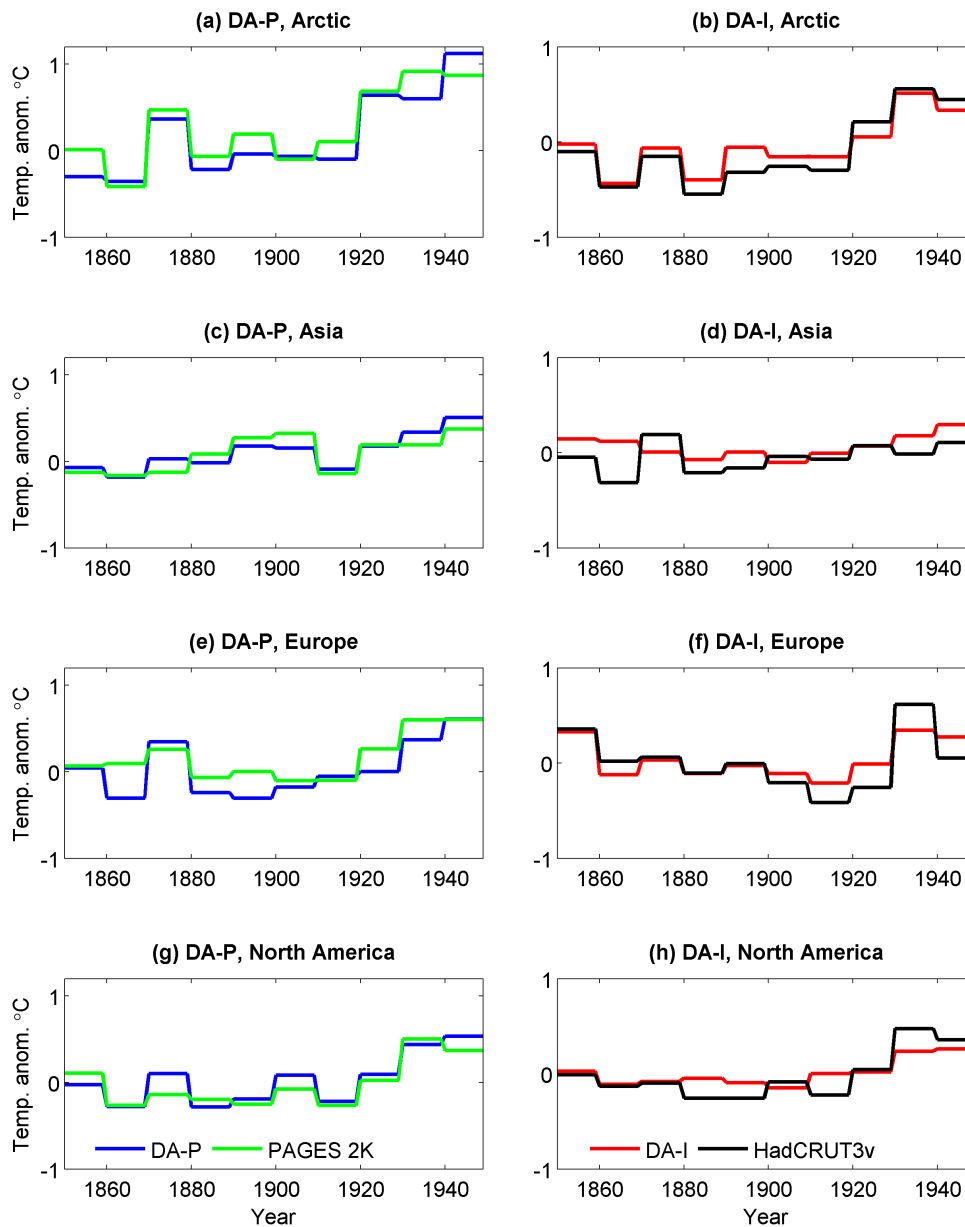 (a) DA-P, Arctic
(b) DA-I, Arctic
Temp. anom. °C
1
0
-1
1860 1880 1900 1920 1940
1
0
-1
1860 1880 1900 1920 1940
(c) DA-P, Asia
(d) DA-I, Asia
Temp. anom. °C
1
0
-1
1860 1880 1900 1920 1940
1
0
-1
1860 1880 1900 1920 1940
(e) DA-P, Europe
(f) DA-I, Europe
Temp. anom. °C
1
0
-1
1860 1880 1900 1920 1940
1
0
-1
1860 1880 1900 1920 1940
(g) DA-P, North America
(h) DA-I, North America
Temp. anom. °C
1
0
-1
DA-P PAGES 2K
1860 1880 1900 1920 1940
Year
1
0
-1
DA-I HadCRUT3v
1860 1880 1900 1920 1940
Year